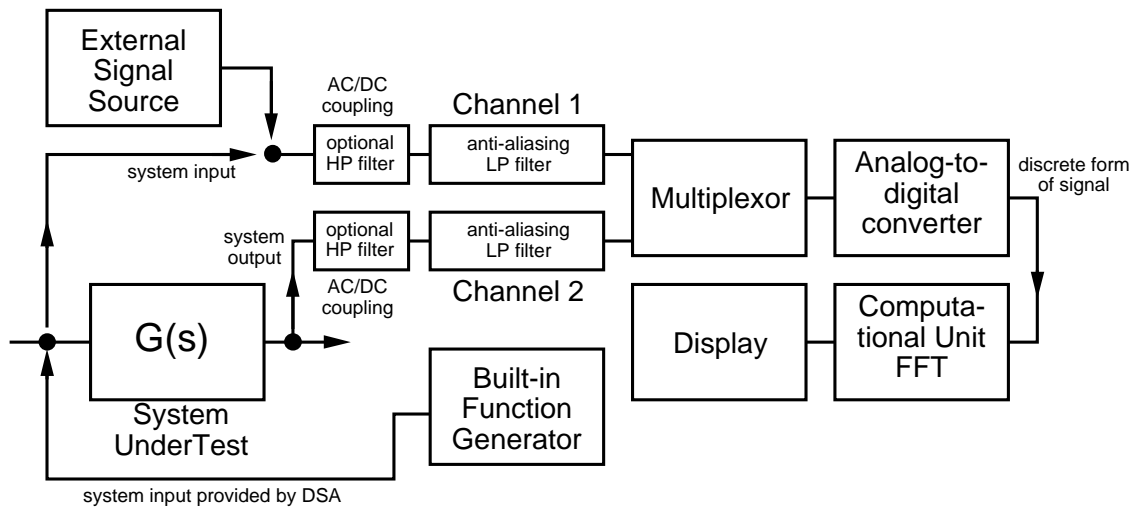 External
Signal
Source
AC/DC
coupling
Channel 1
optional
HP filter
anti-aliasing
LP filter
system input
Multiplexor
Analog-to-
digital
converter
discrete form
of signal
system
output
optional
HP filter
anti-aliasing
LP filter
AC/DC
coupling
Channel 2
G(s)
System
UnderTest
Built-in
Function
Generator
Display
Computa-
tional Unit
FFT
system input provided by DSA